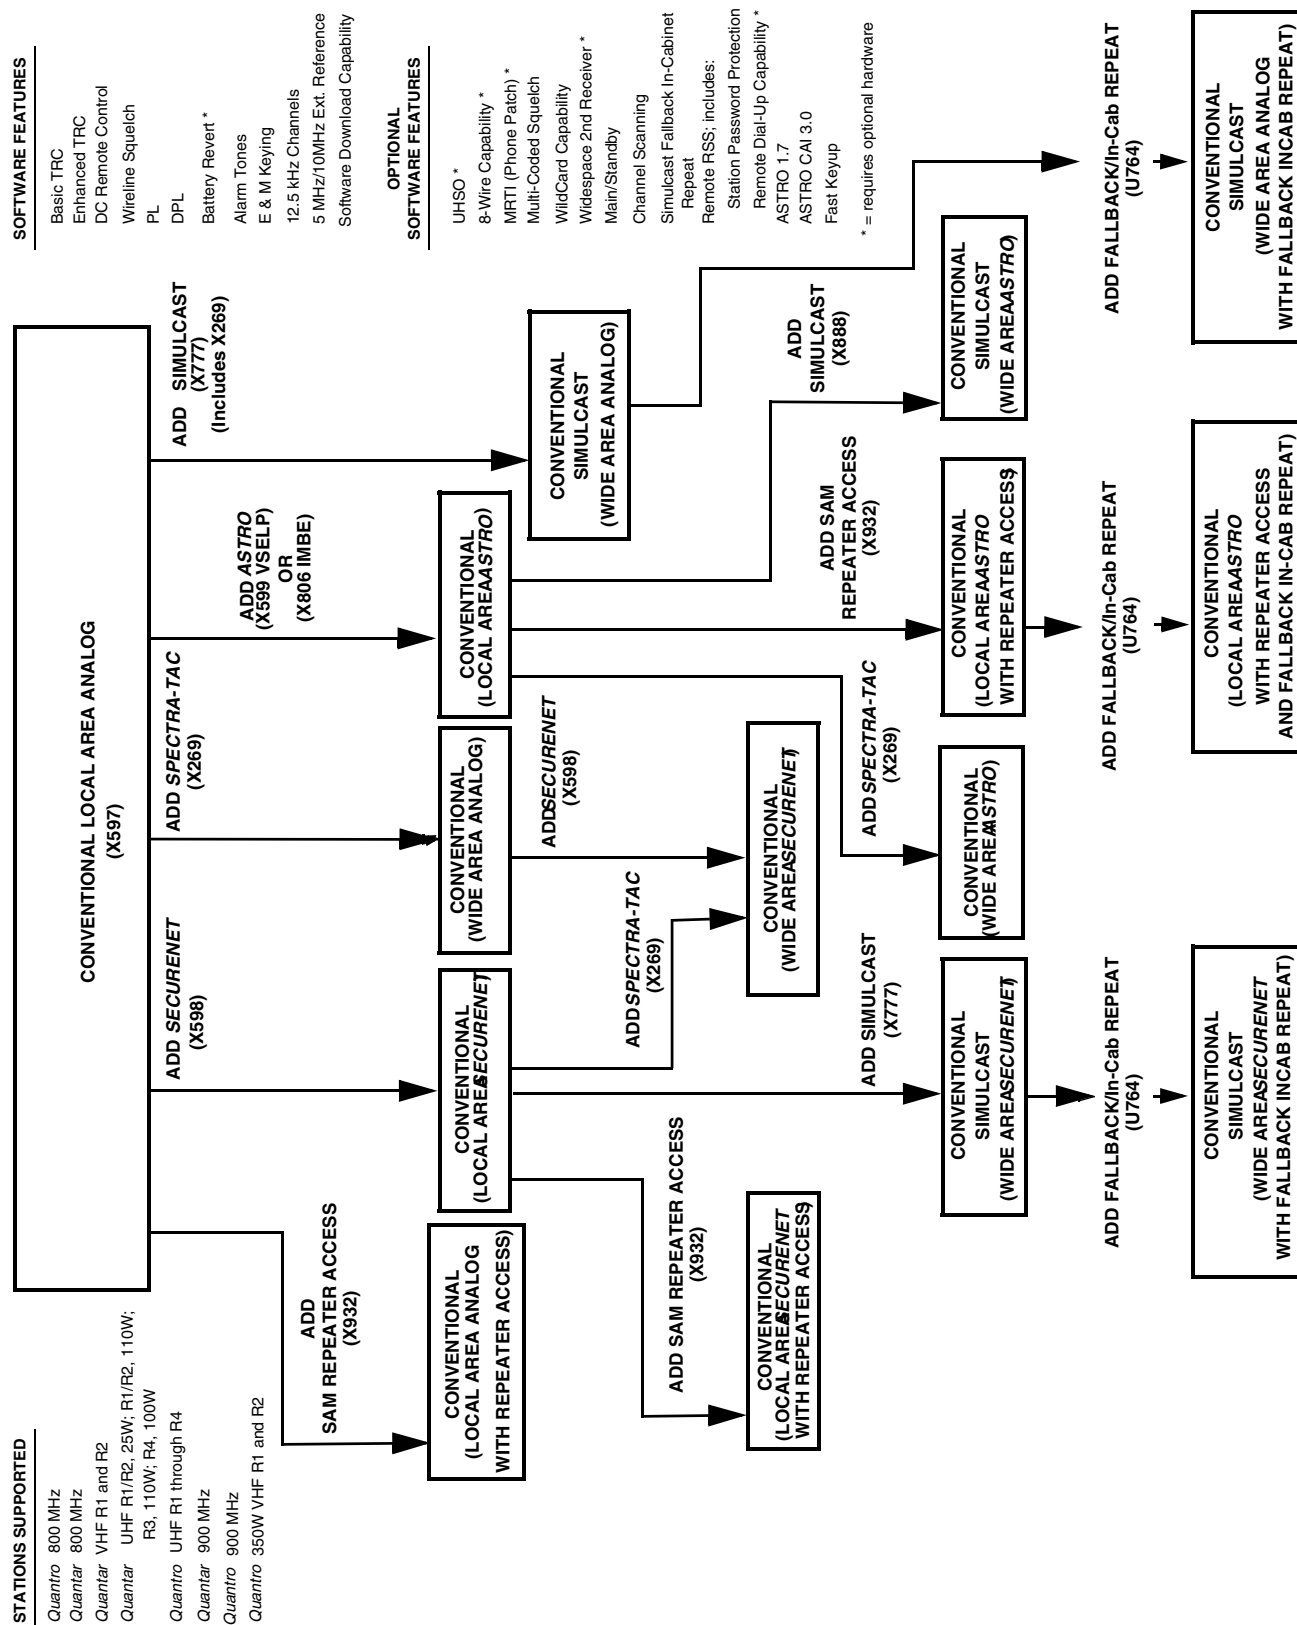 STATIONS SUPPORTED
Quantro 800 MHz
Quantar 800 MHz
Quantar VHF R1 and R2
Quantar UHF R1/R2, 25W; R1/R2, 110W;
R3, 110W; R4, 100W
Quantro UHF R1 through R4
Quantar 900 MHz
Quantro 900 MHz
Quantro 350W VHF R1 and R2
CONVENTIONAL LOCAL AREA ANALOG
(X597)
SOFTWARE FEATURES
Basic TRC
Enhanced TRC
DC Remote Control
Wireline Squelch
PL
DPL
Battery Revert *
Alarm Tones
E & M Keying
12.5 kHz Channels
5 MHz/10MHz Ext. Reference
Software Download Capability
OPTIONAL
SOFTWARE FEATURES
UHSO *
8-Wire Capability *
MRTI (Phone Patch) *
Multi-Coded Squelch
WildCard Capability
Widespace 2nd Receiver *
Main/Standby
Channel Scanning
Simulcast Fallback In-Cabinet
Repeat
Remote RSS; includes:
Station Password Protection
Remote Dial-Up Capability *
ASTRO 1.7
ASTRO CAI 3.0
Fast Keyup
* = requires optional hardware
ADD
SAM REPEATER ACCESS
(X932)
ADD SECURENET
(X598)
ADD SPECTRA-TAC
(X269)
ADD ASTRO
(X599 VSELP)
OR
(X806 IMBE)
ADD SIMULCAST
(X777)
(Includes X269)
CONVENTIONAL
(LOCAL AREA ANALOG
WITH REPEATER ACCESS)
CONVENTIONAL
(LOCAL AREA SECURENET)
CONVENTIONAL
(WIDE AREA ANALOG)
CONVENTIONAL
(LOCAL AREA ASTRO)
CONVENTIONAL
SIMULCAST
(WIDE AREA ANALOG)
ADD SAM REPEATER ACCESS
(X932)
ADD SPECTRA-TAC
(X269)
ADD SECURENET
(X598)
CONVENTIONAL
(LOCAL AREA SECURENET
WITH REPEATER ACCESS)
CONVENTIONAL
(WIDE AREA SECURENET)
ADD SIMULCAST
(X777)
ADD SPECTRA-TAC
(X269)
ADD SAM
REPEATER ACCESS
(X932)
ADD
SIMULCAST
(X888)
CONVENTIONAL
SIMULCAST
(WIDE AREA SECURENET)
CONVENTIONAL
(WIDE AREA ASTRO)
CONVENTIONAL
(LOCAL AREA ASTRO
WITH REPEATER ACCESS)
CONVENTIONAL
SIMULCAST
(WIDE AREA ASTRO)
ADD FALLBACK/In-Cab REPEAT
(U764)
ADD FALLBACK/In-Cab REPEAT
(U764)
ADD FALLBACK/In-Cab REPEAT
(U764)
CONVENTIONAL
SIMULCAST
(WIDE AREA SECURENET
WITH FALLBACK INCAB REPEAT)
CONVENTIONAL
(LOCAL AREA ASTRO
WITH REPEATER ACCESS
AND FALLBACK IN-CAB REPEAT)
CONVENTIONAL
SIMULCAST
(WIDE AREA ANALOG
WITH FALLBACK INCAB REPEAT)